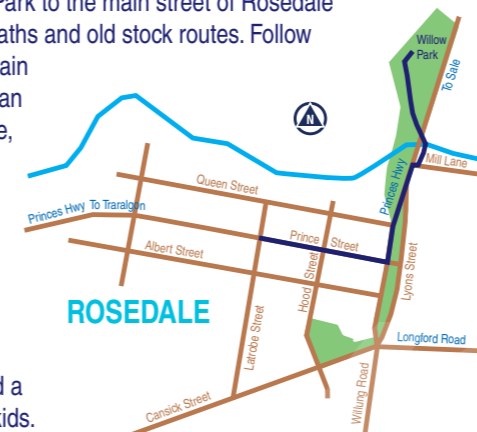 Park to the main street of Rosedale
aths and old stock routes. Follow
ain
an
e,
d a
kids.
Willow
Park
To Sale
N
Mill Lane
Princes Hwy
Queen Street
Princes Hwy To Traralgon
Prince Street
Albert Street
Hood Street
Lyons Street
ROSEDALE
Latrobe Street
Longford Road
Cansick Street
Willung Road